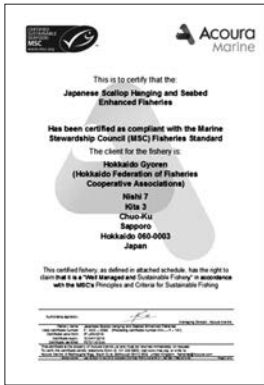 CERTIFIED
SUSTAINABLE
SEAFOOD
MSC
Acoura
Marine
This is to certify that the:
Japanese Scallop Hanging and Seabed
Enhanced Fisheries
Has been certified as compliant with the Marine
Stewardship Council (MSC) Fisheries Standard
The client for the fishery is:
Hokkaido Gyoren
(Hokkaido Federation of Fisheries
Cooperative Associations)
Nishi 7
Kita 3
Chuo-Ku
Sapporo
Hokkaido 060-0003
Japan
This certified fishery, as defined in attached schedule, has the right to
claim that it is a "Well Managed and Sustainable Fishery" in accordance
with the MSC's Principles and Criteria for Sustainable Fishing